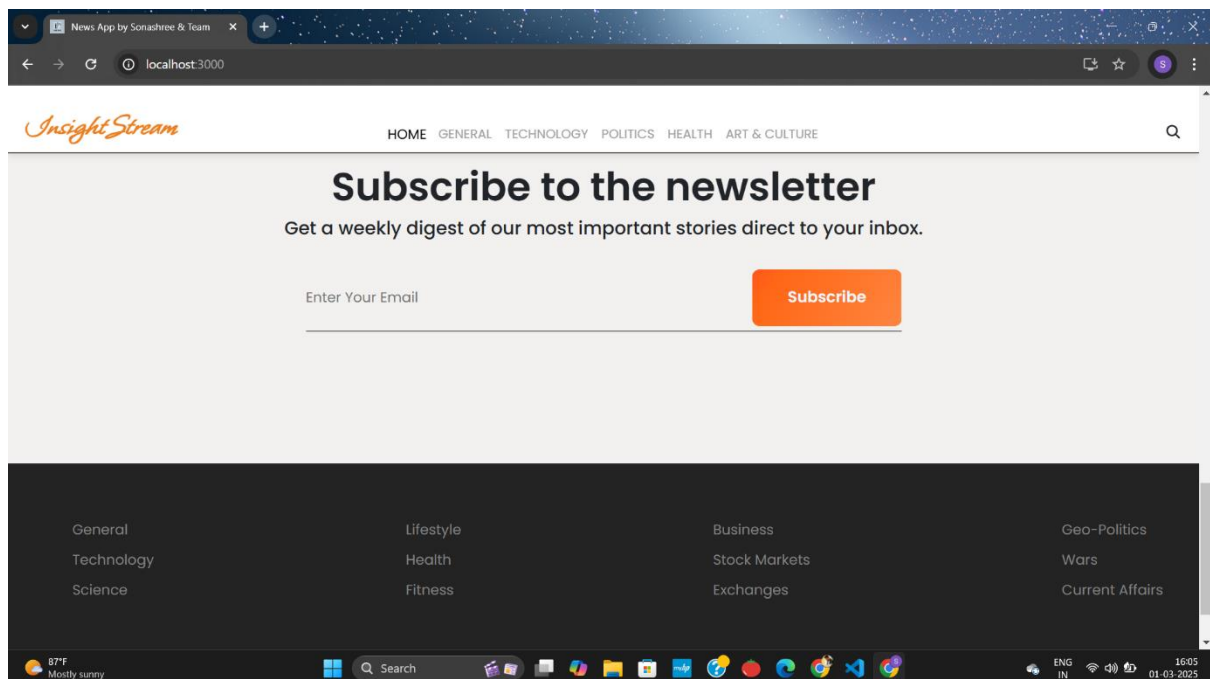 News App by Sonashree & Team
localhost:3000
S
InsightStream
HOME GENERAL TECHNOLOGY POLITICS HEALTH ART & CULTURE
Subscribe to the newsletter
Get a weekly digest of our most important stories direct to your inbox.
Enter Your Email
Subscribe
General Lifestyle Business Geo-Politics
Technology Health Stock Markets Wars
Science Fitness Exchanges Current Affairs
87°F
Mostly sunny
Search
ENG
IN
16:05
01-03-2025